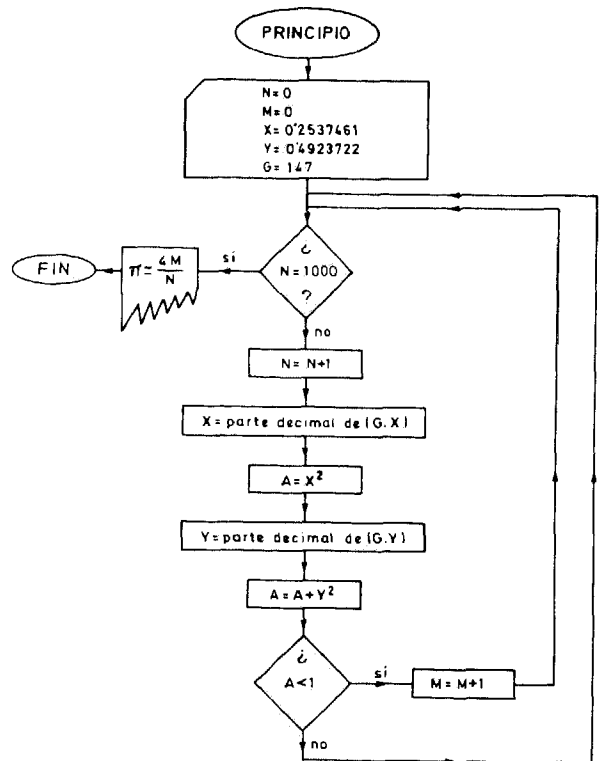 PRINCIPIO
N=0
M=0
X=0'2537461
Y=0'4923722
G=147
¿
N=1000
?
sí
π=4M/N
FIN
no
N=N+1
X=parte decimal de (G.X)
A=X²
Y=parte decimal de (G.Y)
A=A+Y²
¿
A<1
sí
M=M+1
no